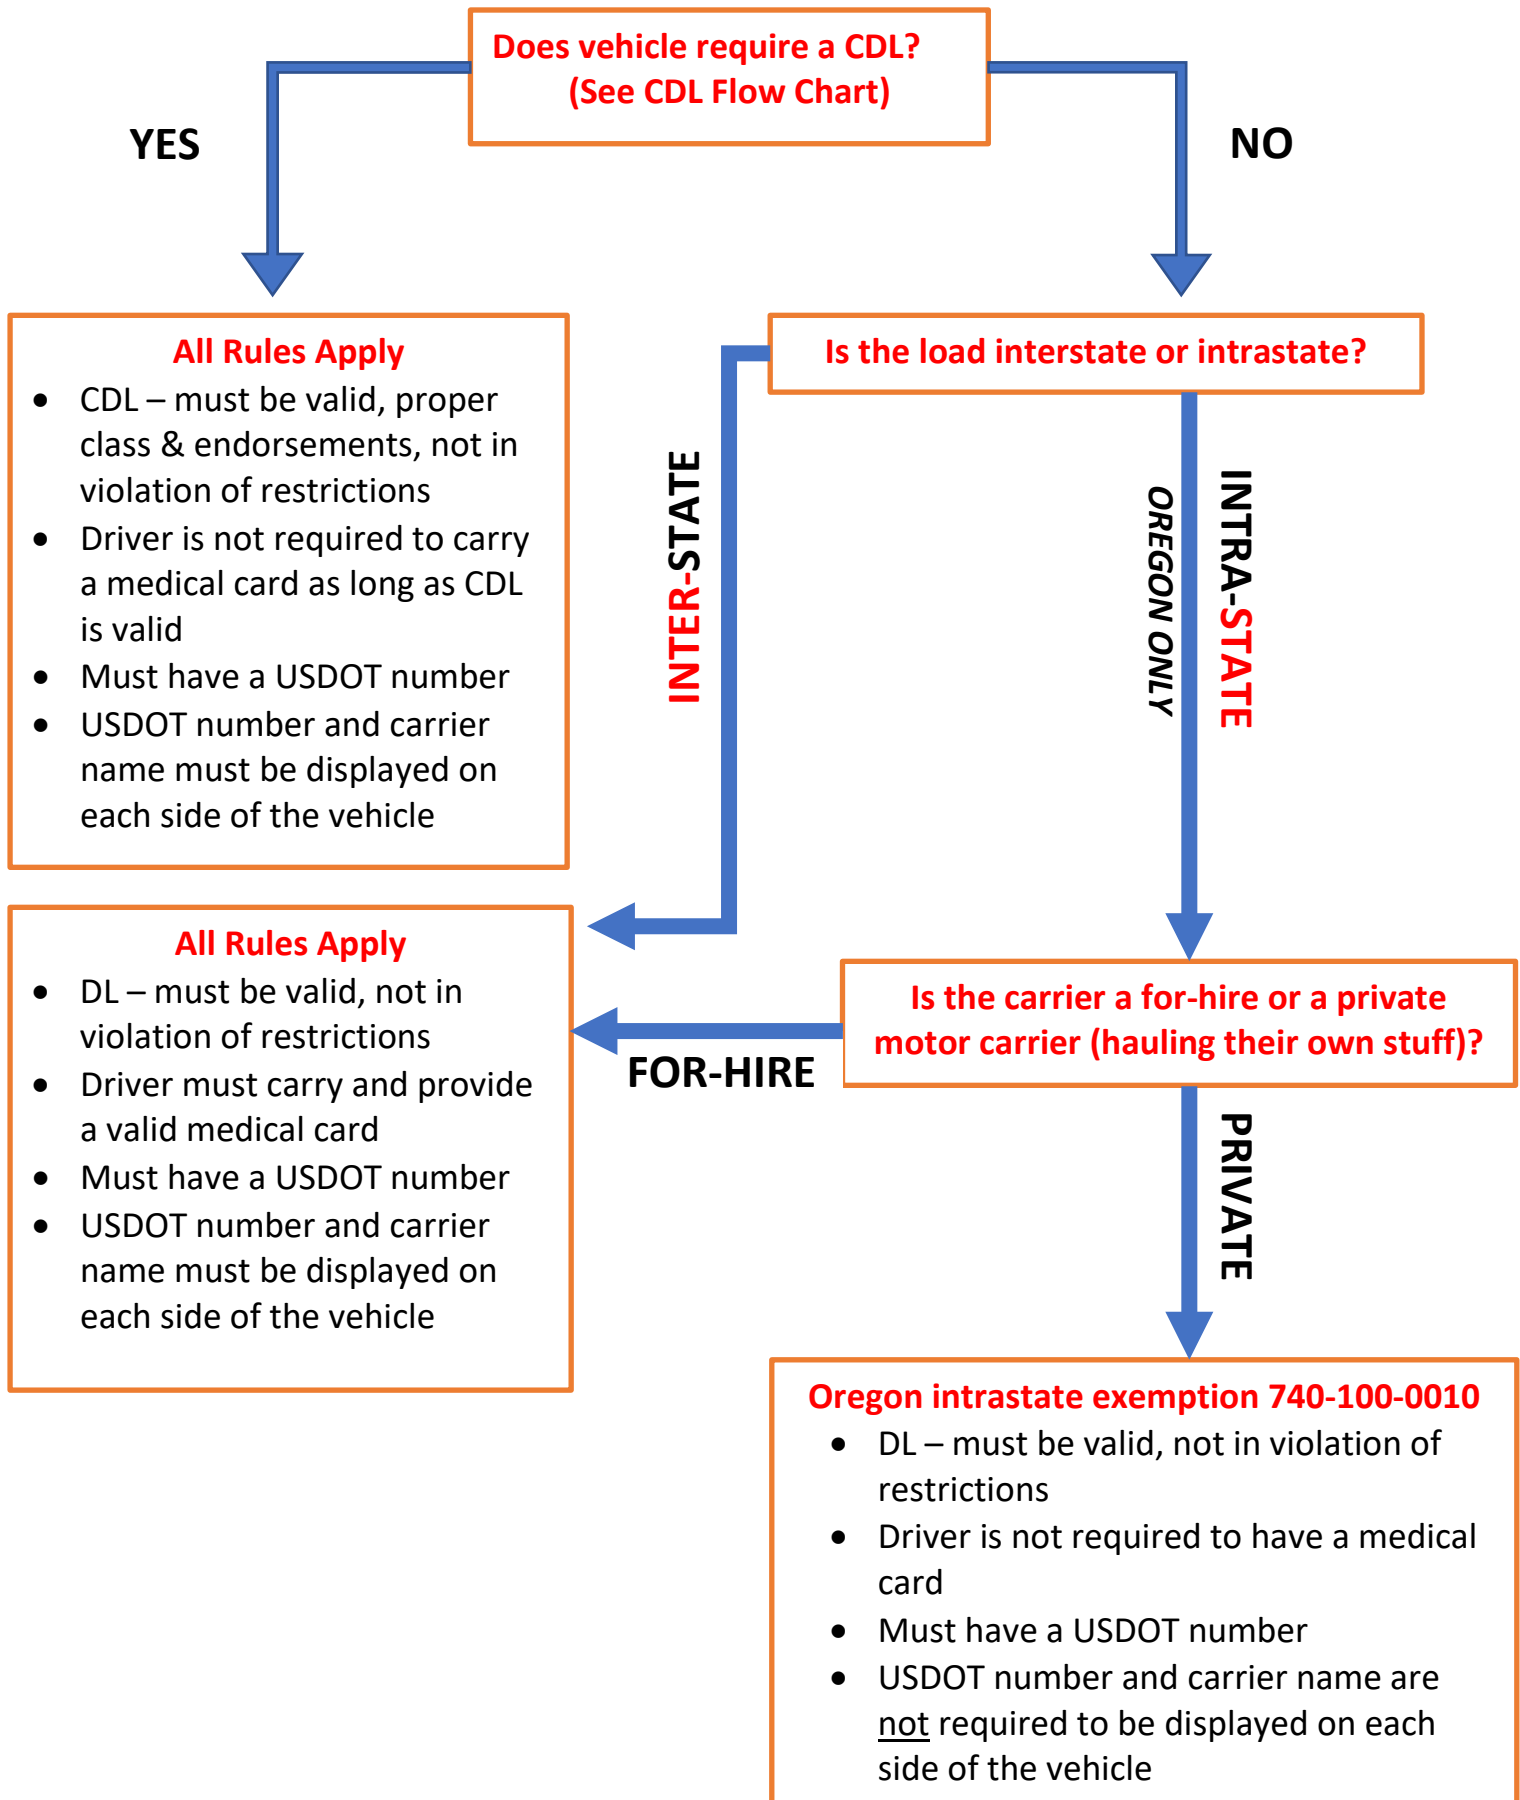 Does vehicle require a CDL?
(See CDL Flow Chart)
YES
NO
All Rules Apply
• CDL – must be valid, proper
class & endorsements, not in
violation of restrictions
• Driver is not required to carry
a medical card as long as CDL
is valid
• Must have a USDOT number
• USDOT number and carrier
name must be displayed on
each side of the vehicle
Is the load interstate or intrastate?
INTER-STATE
OREGON ONLY
INTRA-STATE
All Rules Apply
• DL – must be valid, not in
violation of restrictions
• Driver must carry and provide
a valid medical card
• Must have a USDOT number
• USDOT number and carrier
name must be displayed on
each side of the vehicle
Is the carrier a for-hire or a private
motor carrier (hauling their own stuff)?
FOR-HIRE
PRIVATE
Oregon intrastate exemption 740-100-0010
• DL – must be valid, not in violation of
restrictions
• Driver is not required to have a medical
card
• Must have a USDOT number
• USDOT number and carrier name are
not required to be displayed on each
side of the vehicle